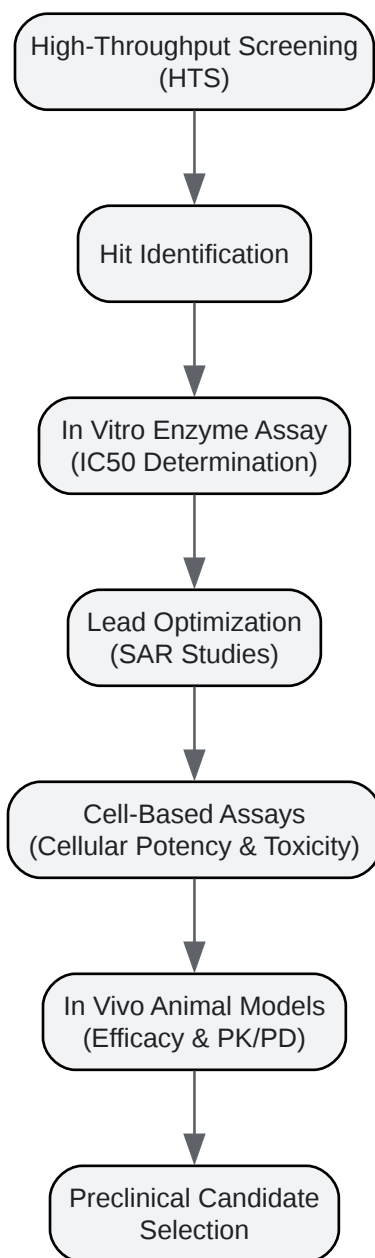 High-Throughput Screening
(HTS)
Hit Identification
In Vitro Enzyme Assay
(IC50 Determination)
Lead Optimization
(SAR Studies)
Cell-Based Assays
(Cellular Potency & Toxicity)
In Vivo Animal Models
(Efficacy & PK/PD)
Preclinical Candidate
Selection